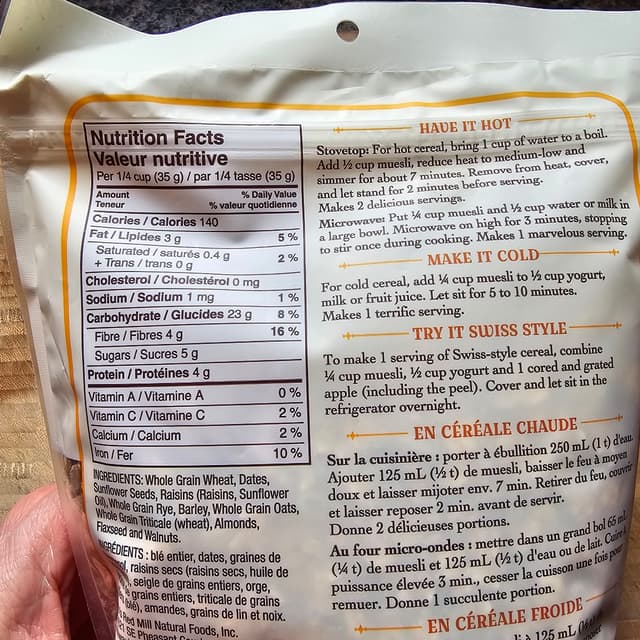 Nutrition Facts
Valeur nutritive
Per 1/4 cup (35 g) / par 1/4 tasse (35 g)
Amount % Daily Value
Teneur % valeur quotidienne
Calories / Calories 140
Fat / Lipides 3 g 5 %
Saturated / saturés 0.4 g
+ Trans / trans 0 g 2 %
Cholesterol / Cholestérol 0 mg
Sodium / Sodium 1 mg 1 %
Carbohydrate / Glucides 23 g 8 %
Fibre / Fibres 4 g 16 %
Sugars / Sucres 5 g
Protein / Protéines 4 g
Vitamin A / Vitamine A 0 %
Vitamin C / Vitamine C 2 %
Calcium / Calcium 2 %
Iron / Fer 10 %
INGREDIENTS: Whole Grain Wheat, Dates,
Sunflower Seeds, Raisins (Raisins, Sunflower
Oil), Whole Grain Rye, Barley, Whole Grain Oats,
Whole Grain Triticale (wheat), Almonds,
Flaxseed and Walnuts.
INGRÉDIENTS : blé entier, dates, graines de
raisins secs (raisins secs, huile de
seigle de grains entiers, orge,
grains entiers, triticale de grains
amandes, grains de lin et noix.
Red Mill Natural Foods, Inc.
SE Pheasant
HAVE IT HOT
Stovetop: For hot cereal, bring 1 cup of water to a boil.
Add ½ cup muesli, reduce heat to medium-low and
simmer for about 7 minutes. Remove from heat, cover,
and let stand for 2 minutes before serving.
Makes 2 delicious servings.
Microwave: Put ¼ cup muesli and ½ cup water or milk in
a large bowl. Microwave on high for 3 minutes, stopping
to stir once during cooking. Makes 1 marvelous serving.
MAKE IT COLD
For cold cereal, add ¼ cup muesli to ½ cup yogurt,
milk or fruit juice. Let sit for 5 to 10 minutes.
Makes 1 terrific serving.
TRY IT SWISS STYLE
To make 1 serving of Swiss-style cereal, combine
¼ cup muesli, ½ cup yogurt and 1 cored and grated
apple (including the peel). Cover and let sit in the
refrigerator overnight.
EN CÉRÉALE CHAUDE
Sur la cuisinière : porter à ébullition 250 mL (1 t) d'eau.
Ajouter 125 mL (½ t) de muesli, baisser le feu à moyen
doux et laisser mijoter env. 7 min. Retirer du feu, couvrir
et laisser reposer 2 min. avant de servir.
Donne 2 délicieuses portions.
Au four micro-ondes : mettre dans un grand bol 65 mL
(¼ t) de muesli et 125 mL (½ t) d'eau ou de lait. Cuire à
puissance élevée 3 min., cesser la cuisson une fois pour
remuer. Donne 1 succulente portion.
EN CÉRÉALE FROIDE
à 125 mL